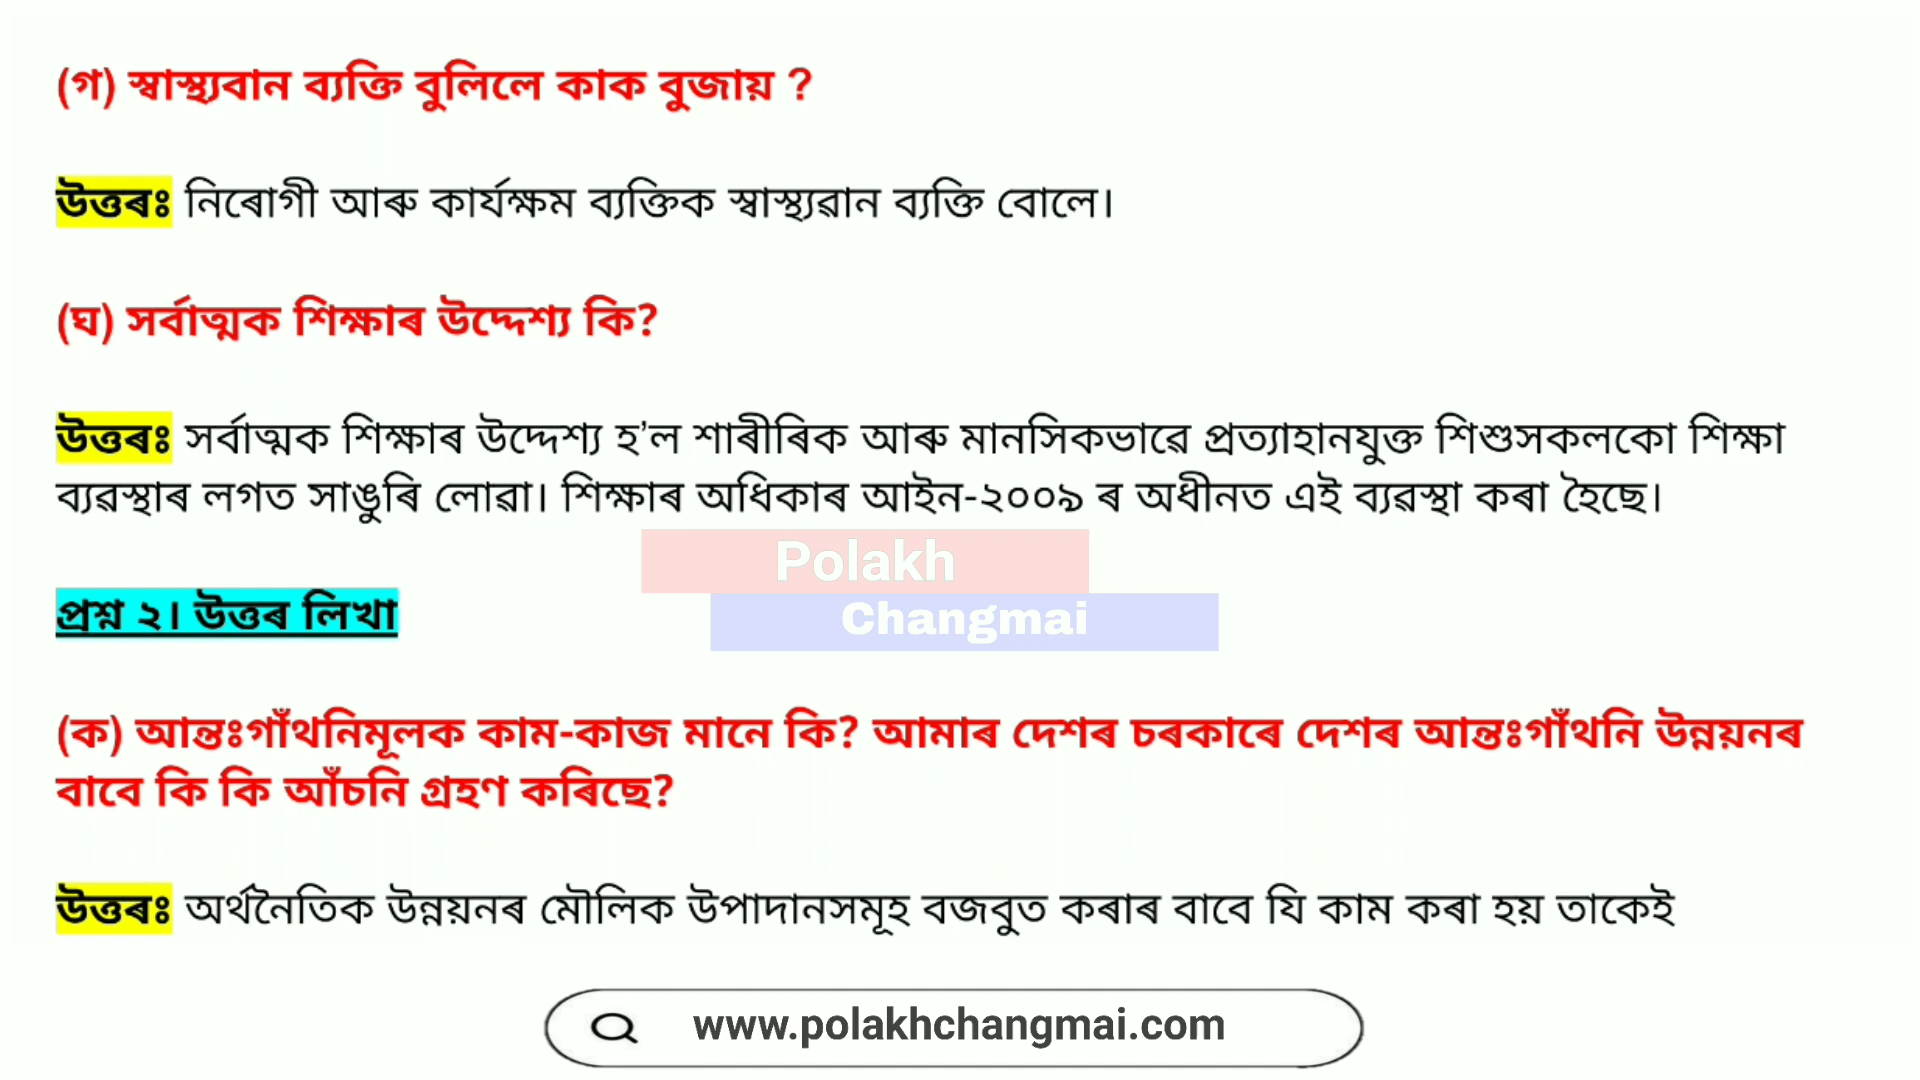 (গ) স্বাস্থ্যবান ব্যক্তি বুলিলে কাক বুজায় ?
উত্তৰঃ নিৰোগী আৰু কাৰ্যক্ষম ব্যক্তিক স্বাস্থ্যৱান ব্যক্তি বোলে।
(ঘ) সৰ্বাত্মক শিক্ষাৰ উদ্দেশ্য কি?
উত্তৰঃ সৰ্বাত্মক শিক্ষাৰ উদ্দেশ্য হ’ল শাৰীৰিক আৰু মানসিকভাৱে প্ৰত্যাহানযুক্ত শিশুসকলকো শিক্ষা
ব্যৱস্থাৰ লগত সাঙুৰি লোৱা। শিক্ষাৰ অধিকাৰ আইন-২০০৯ ৰ অধীনত এই ব্যৱস্থা কৰা হৈছে।
Polakh
Changmai
প্ৰশ্ন ২। উত্তৰ লিখা
(ক) আন্তঃগাঁথনিমূলক কাম-কাজ মানে কি? আমাৰ দেশৰ চৰকাৰে দেশৰ আন্তঃগাঁথনি উন্নয়নৰ
বাবে কি কি আঁচনি গ্ৰহণ কৰিছে?
উত্তৰঃ অৰ্থনৈতিক উন্নয়নৰ মৌলিক উপাদানসমূহ বজবুত কৰাৰ বাবে যি কাম কৰা হয় তাকেই
www.polakhchangmai.com